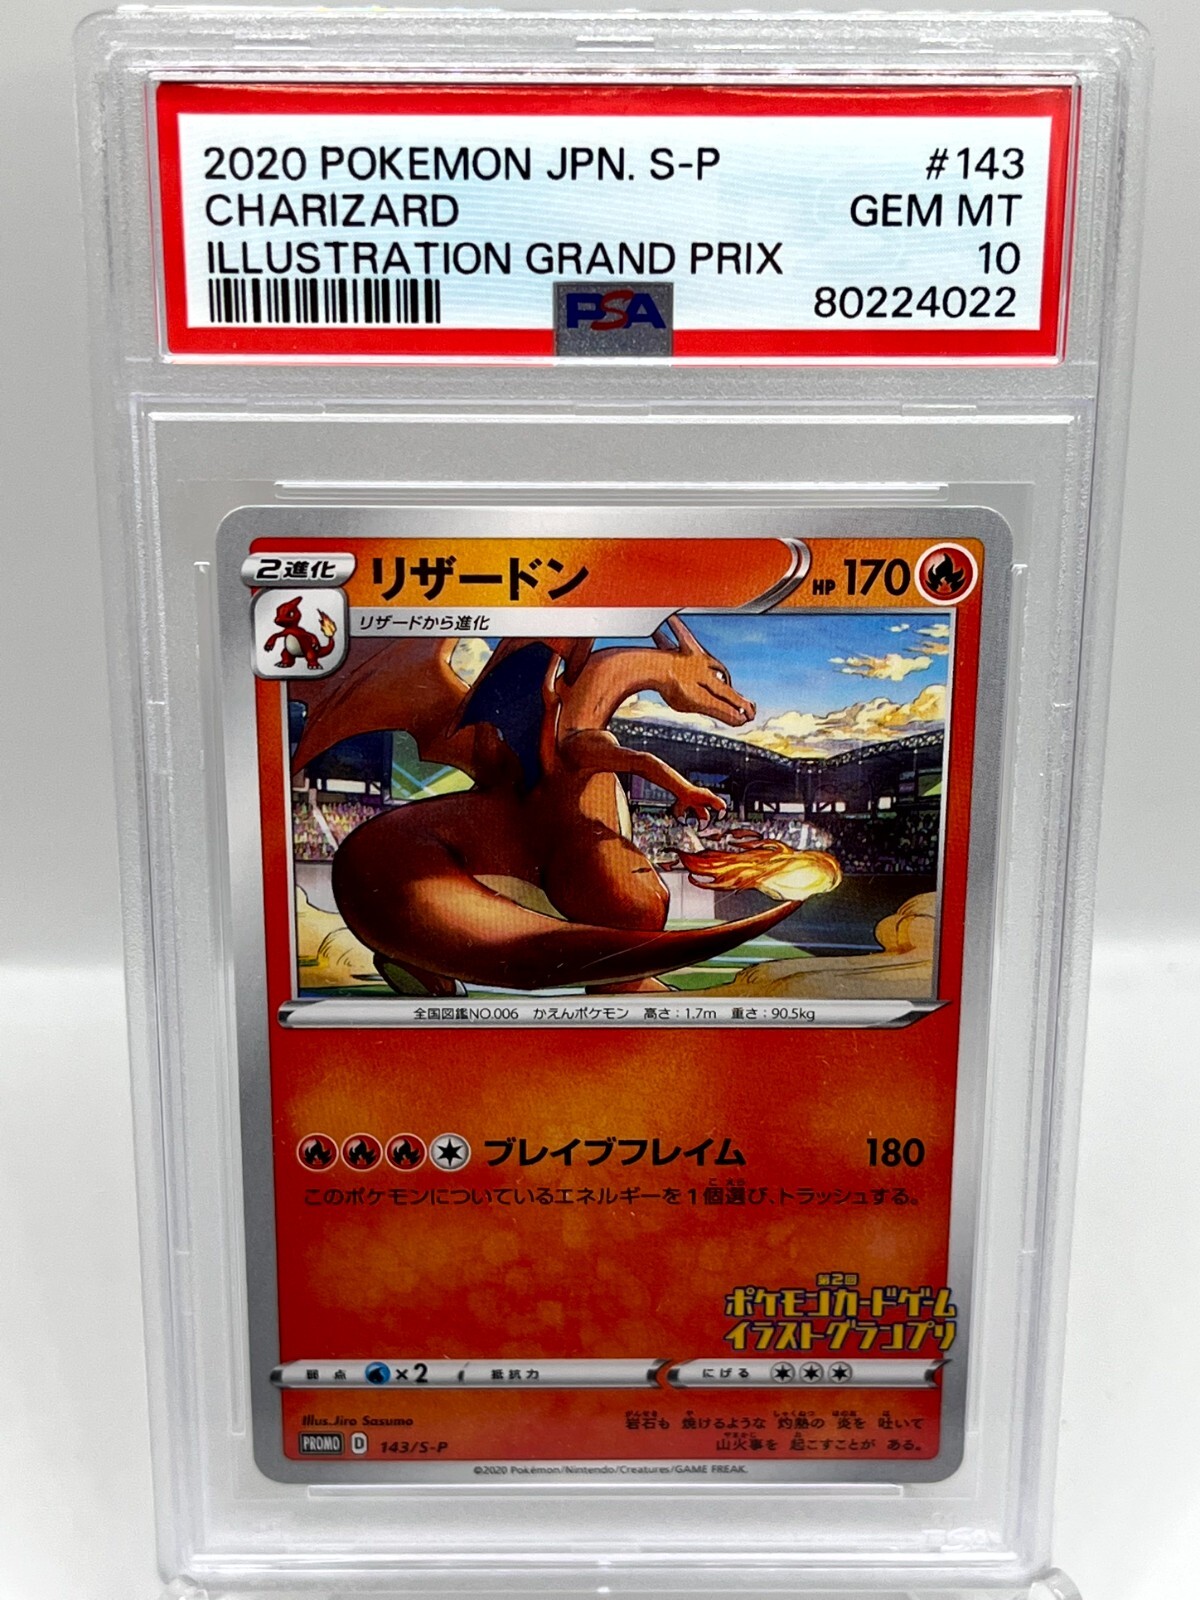 2020 POKEMON JPN. S-P #143
CHARIZARD GEM MT
ILLUSTRATION GRAND PRIX 10
PSA 80224022
2進化 リザードン HP 170
リザードから進化
全国図鑑NO.006 かえんポケモン 高さ:1.7m 重さ:90.5kg
ブレイブフレイム 180
このポケモンについているエネルギーを1個選び、トラッシュする。
第2回
ポケモンカードゲーム
イラストグランプリ
弱点 ×2 抵抗力 にげる
Illus.Jiro Sasumo
岩石も 焼けるような 灼熱の 炎を 吐いて
山火事を 起こすことが ある。
PROMO D 143/S-P
©2020 Pokémon/Nintendo/Creatures/GAME FREAK.